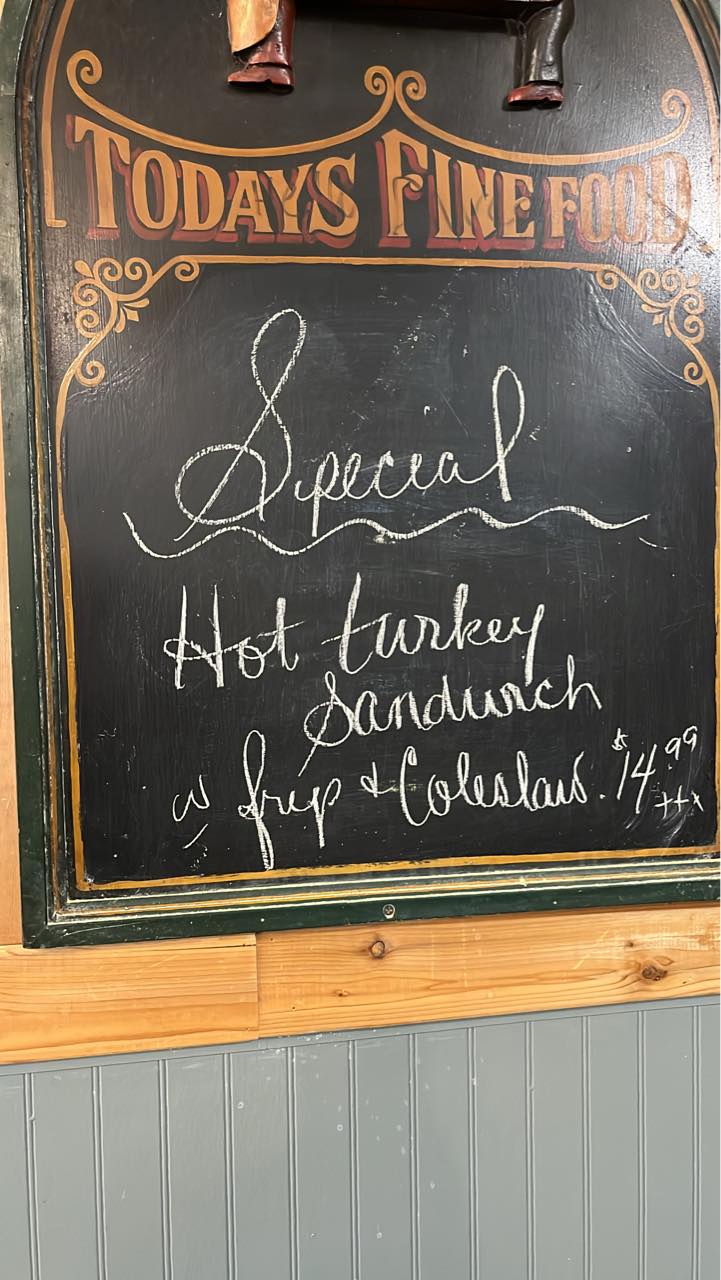 TODAYS FINE FOOD
Special
Hot turkey
Sandwich
w frys + Coleslaw. $14.99
+tx